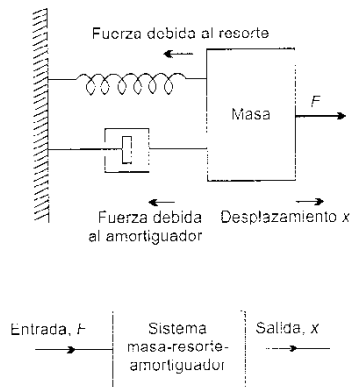 Fuerza debida al resorte
Masa
F
Fuerza debida
al amortiguador
Desplazamiento x
Entrada, F
Sistema
masa-resorte-
amortiguador
Salida, x